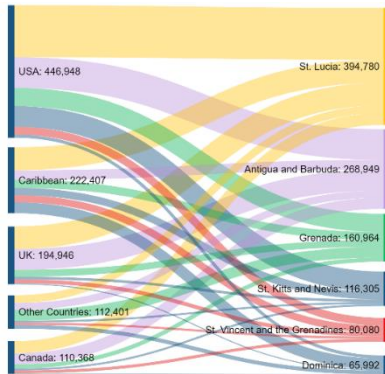 USA: 446,948
Caribbean: 222,407
UK: 194,946
Other Countries: 112,401
Canada: 110,368
St. Lucia: 394,780
Antigua and Barbuda: 268,949
Grenada: 160,964
St. Kitts and Nevis: 116,305
St. Vincent and the Grenadines: 80,080
Dominica: 65,992